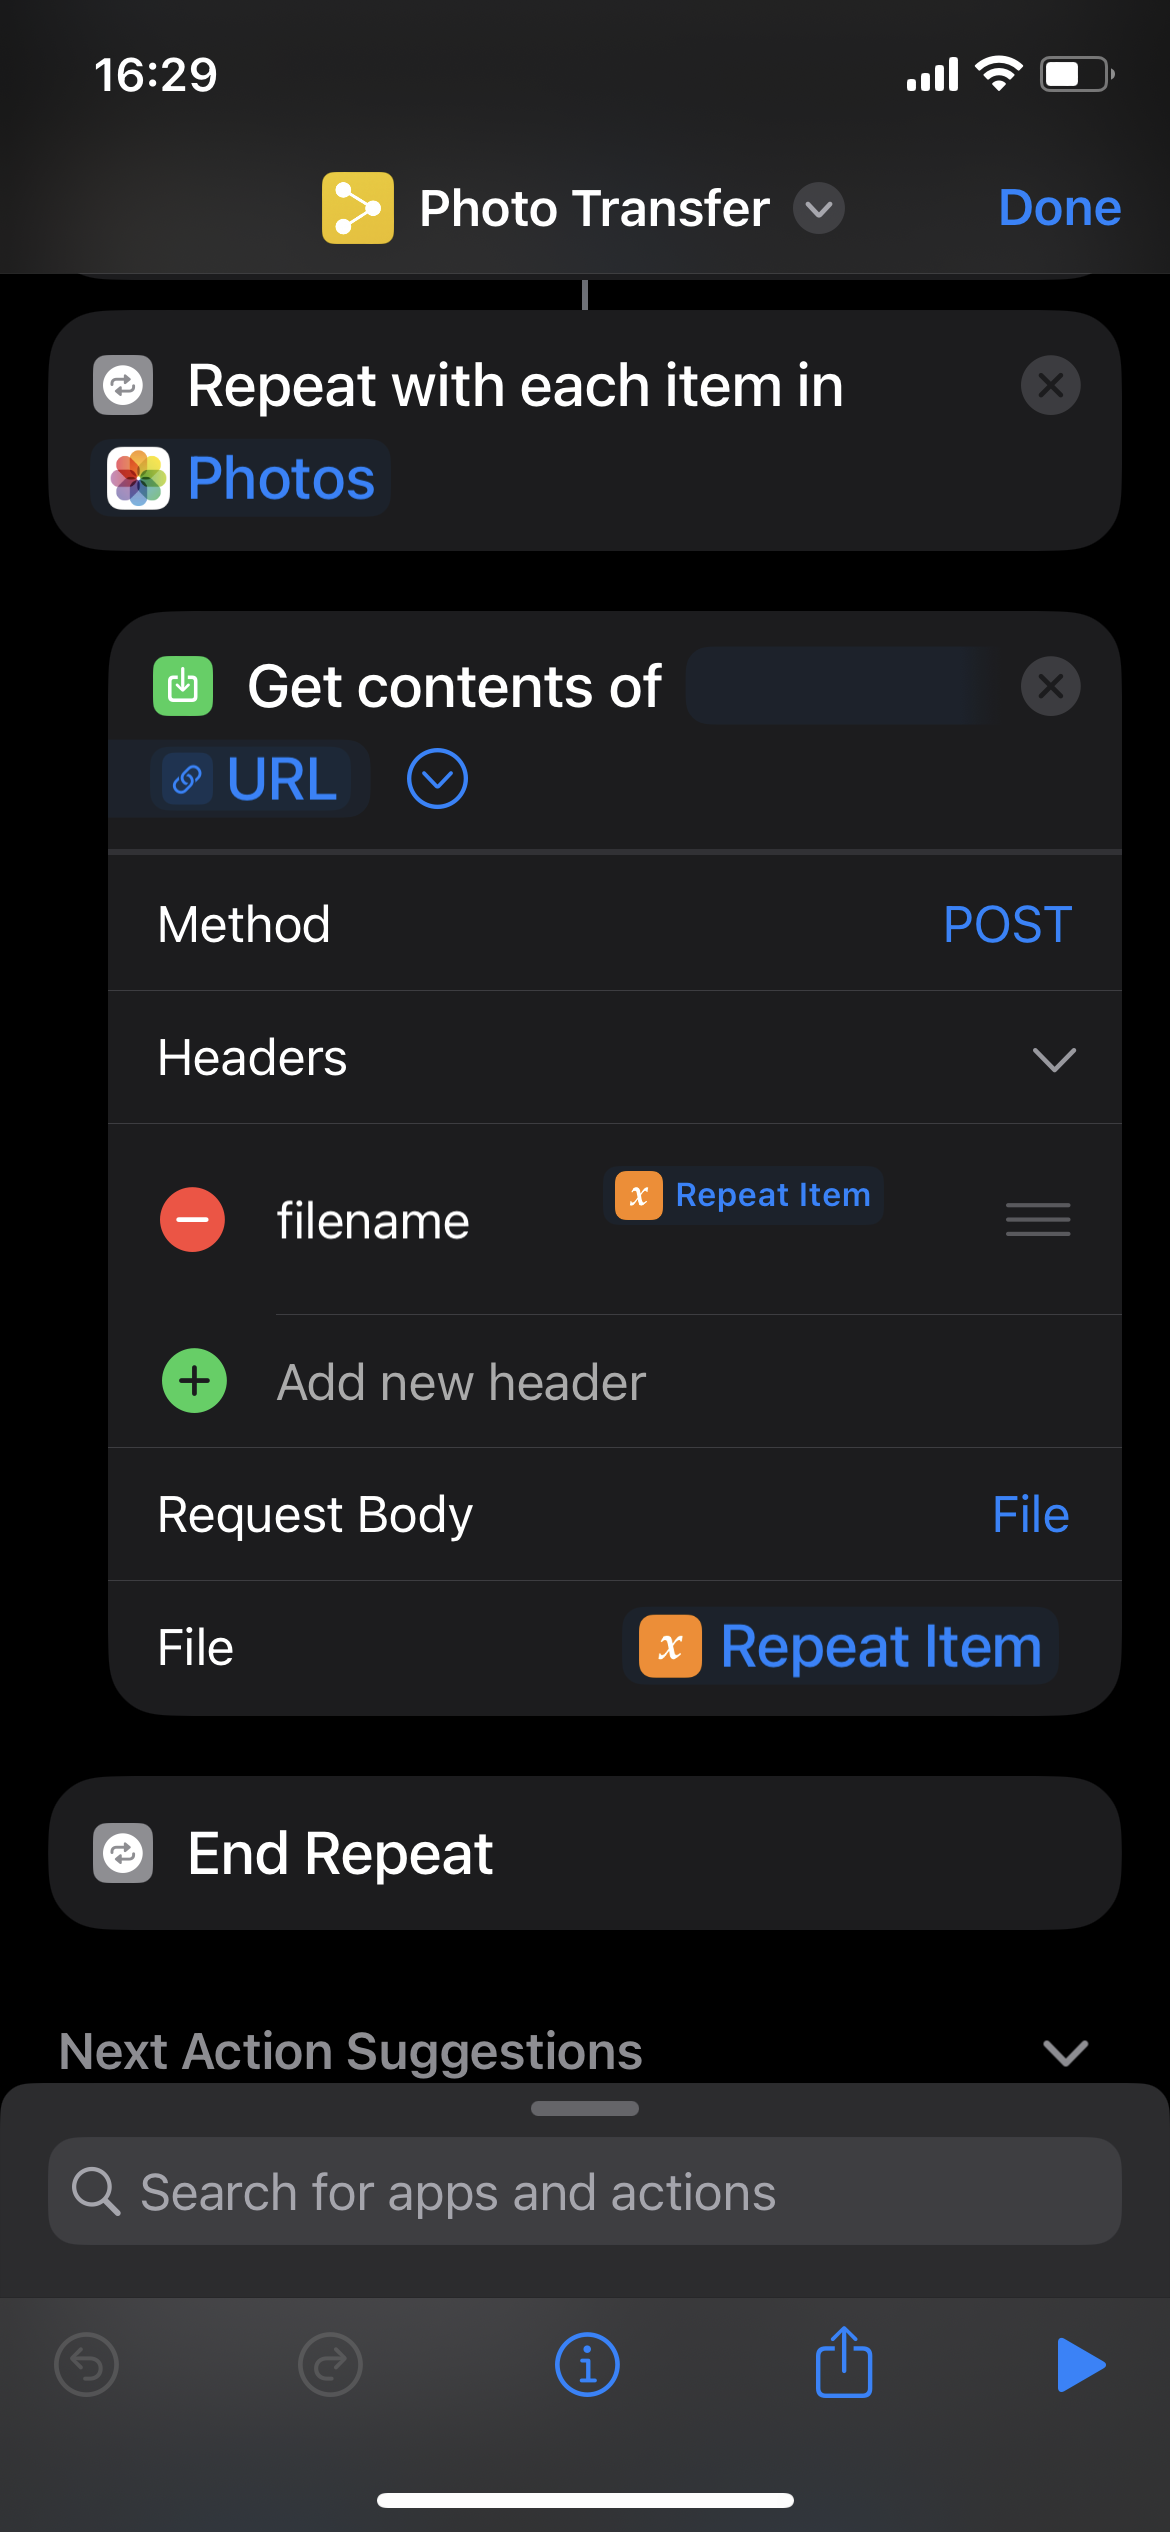 16:29
Photo Transfer
Done
Repeat with each item in
Photos
Get contents of
URL
Method
POST
Headers
filename
Repeat Item
Add new header
Request Body
File
File
Repeat Item
End Repeat
Next Action Suggestions
Search for apps and actions